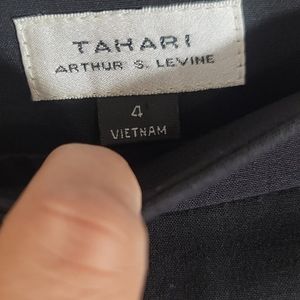 TAHARI
ARTHUR S. LEVINE
4
VIETNAM